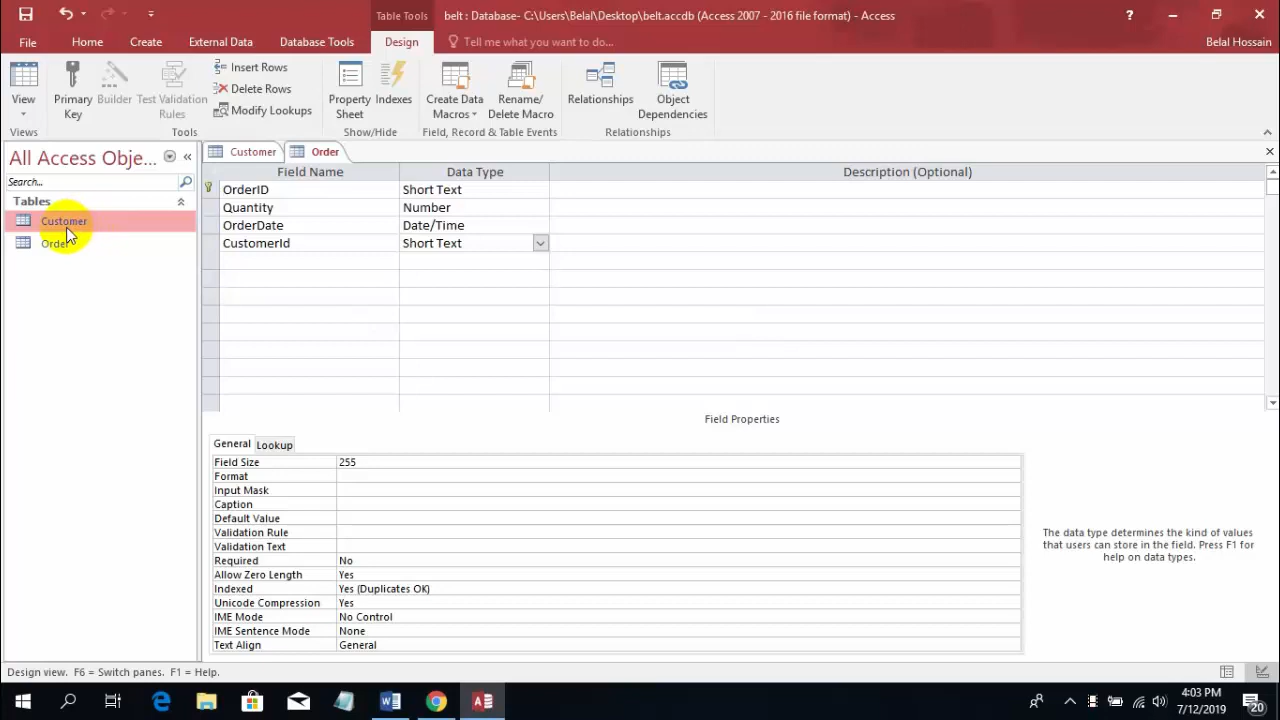 Table Tools
belt : Database- C:\Users\Belal\Desktop\belt.accdb (Access 2007 - 2016 file format) - Access
?
File Home Create External Data Database Tools Design Tell me what you want to do... Belal Hossain
View
Primary Key
Builder
Test Validation Rules
Insert Rows
Delete Rows
Modify Lookups
Property Sheet
Indexes
Create Data Macros
Rename/ Delete Macro
Relationships
Object Dependencies
Views Tools Show/Hide Field, Record & Table Events Relationships
All Access Obje...
Search...
Tables
Customer
Order
Customer Order
Field Name Data Type Description (Optional)
OrderID Short Text
Quantity Number
OrderDate Date/Time
CustomerId Short Text
Field Properties
General Lookup
Field Size 255
Format
Input Mask
Caption
Default Value
Validation Rule
Validation Text
Required No
Allow Zero Length Yes
Indexed Yes (Duplicates OK)
Unicode Compression Yes
IME Mode No Control
IME Sentence Mode None
Text Align General
The data type determines the kind of values
that users can store in the field. Press F1 for
help on data types.
Design view. F6 = Switch panes. F1 = Help.
4:03 PM
7/12/2019
20